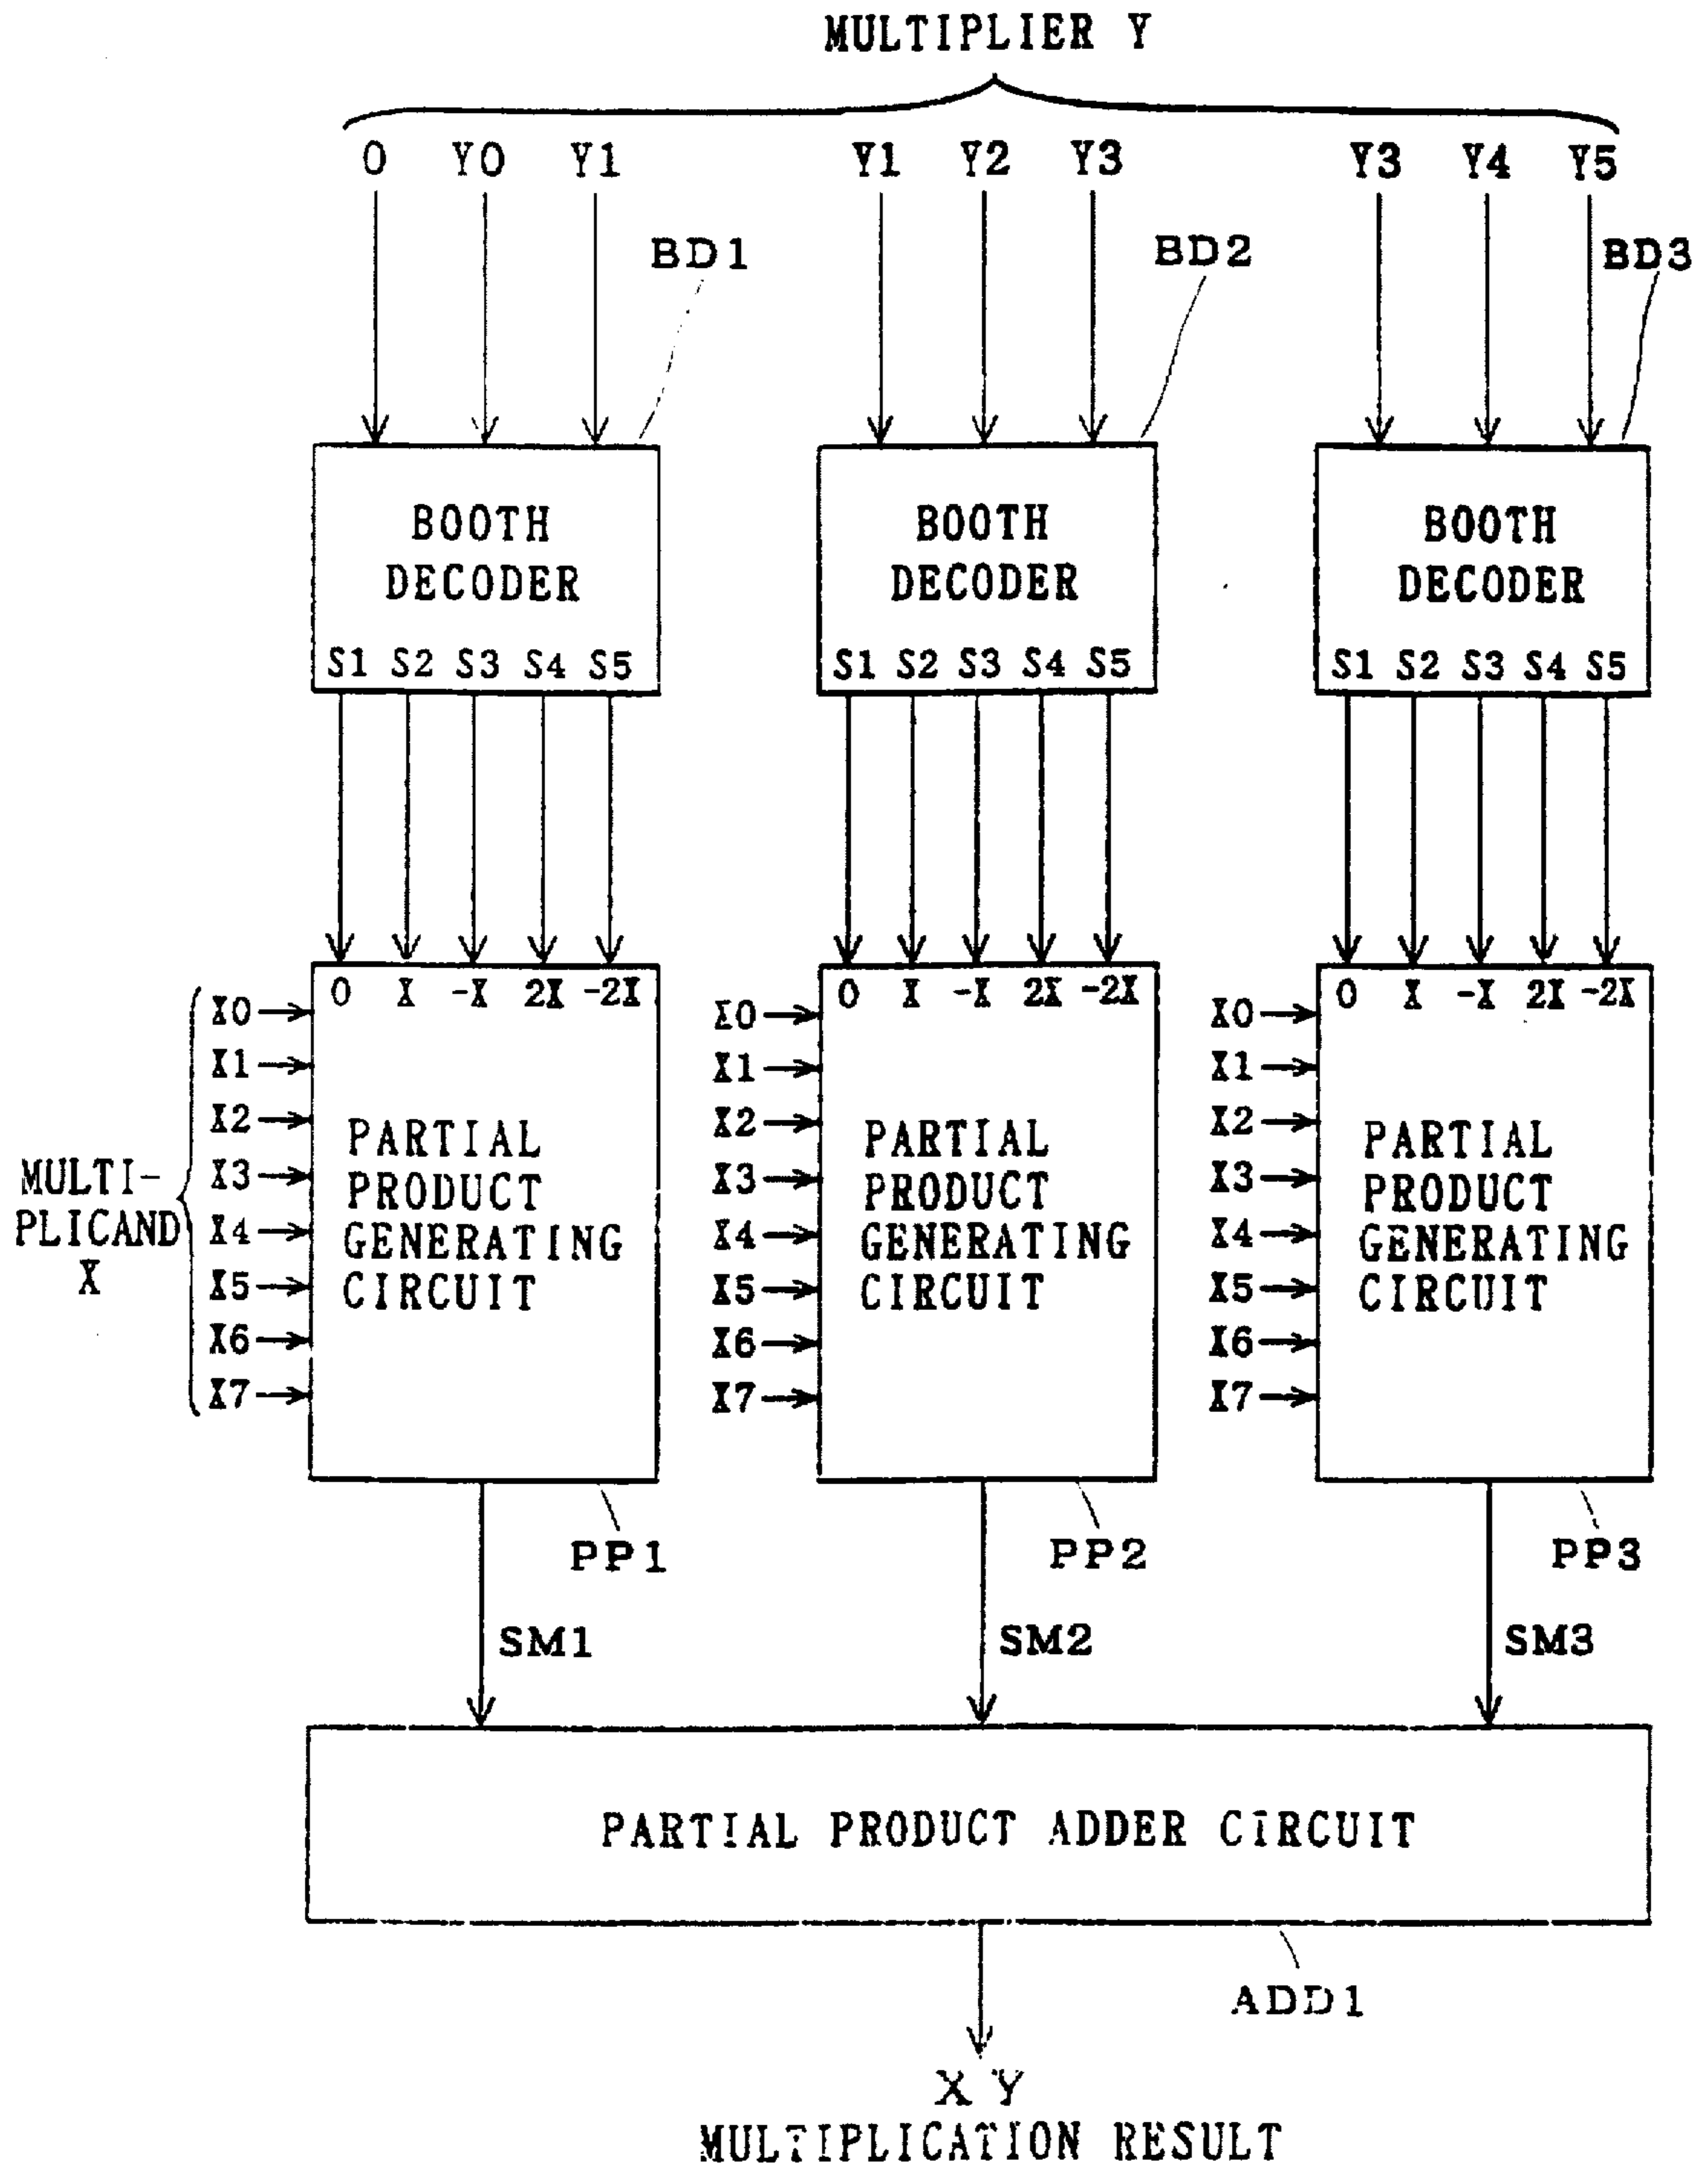 MULTIPLIER Y
0 Y0 Y1 Y1 Y2 Y3 Y3 Y4 Y5
BD1 BD2 BD3
BOOTH DECODER
BOOTH DECODER
BOOTH DECODER
S1 S2 S3 S4 S5
S1 S2 S3 S4 S5
S1 S2 S3 S4 S5
0 X -X 2X -2X
0 X -X 2X -2X
0 X -X 2X -2X
MULTI-
PLICAND
X
X0
X1
X2
X3
X4
X5
X6
X7
PARTIAL
PRODUCT
GENERATING
CIRCUIT
X0
X1
X2
X3
X4
X5
X6
X7
PARTIAL
PRODUCT
GENERATING
CIRCUIT
X0
X1
X2
X3
X4
X5
X6
X7
PARTIAL
PRODUCT
GENERATING
CIRCUIT
PP1 PP2 PP3
SM1 SM2 SM3
PARTIAL PRODUCT ADDER CIRCUIT
ADD1
X Y
MULTIPLICATION RESULT